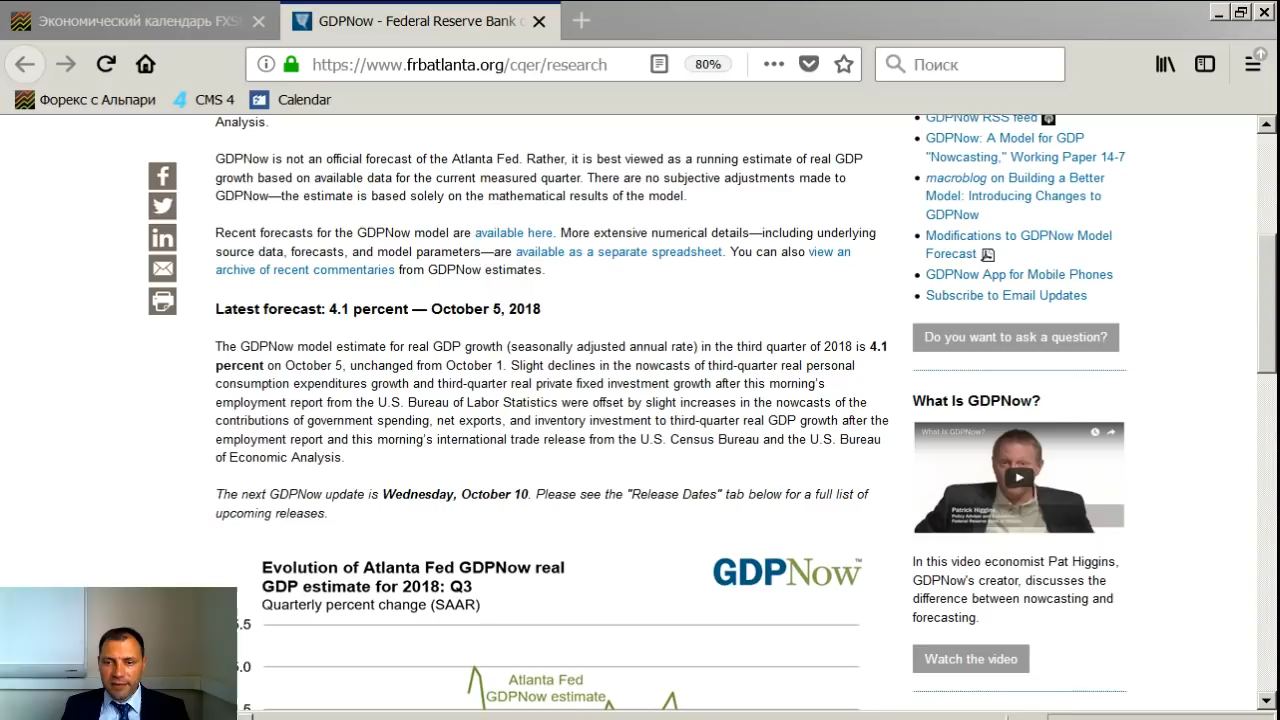 Экономический календарь FXS
GDPNow - Federal Reserve Bank
https://www.frbatlanta.org/cqer/research
80%
Поиск
Форекс с Альпари
CMS 4
Calendar
Analysis.
GDPNow is not an official forecast of the Atlanta Fed. Rather, it is best viewed as a running estimate of real GDP
growth based on available data for the current measured quarter. There are no subjective adjustments made to
GDPNow—the estimate is based solely on the mathematical results of the model.
Recent forecasts for the GDPNow model are available here. More extensive numerical details—including underlying
source data, forecasts, and model parameters—are available as a separate spreadsheet. You can also view an
archive of recent commentaries from GDPNow estimates.
Latest forecast: 4.1 percent — October 5, 2018
The GDPNow model estimate for real GDP growth (seasonally adjusted annual rate) in the third quarter of 2018 is 4.1
percent on October 5, unchanged from October 1. Slight declines in the nowcasts of third-quarter real personal
consumption expenditures growth and third-quarter real private fixed investment growth after this morning's
employment report from the U.S. Bureau of Labor Statistics were offset by slight increases in the nowcasts of the
contributions of government spending, net exports, and inventory investment to third-quarter real GDP growth after the
employment report and this morning's international trade release from the U.S. Census Bureau and the U.S. Bureau
of Economic Analysis.
The next GDPNow update is Wednesday, October 10. Please see the "Release Dates" tab below for a full list of
upcoming releases.
Evolution of Atlanta Fed GDPNow real
GDP estimate for 2018: Q3
Quarterly percent change (SAAR)
GDPNow™
5.5
5.0
Atlanta Fed
GDPNow estimate
GDPNow RSS feed
GDPNow: A Model for GDP
"Nowcasting," Working Paper 14-7
macroblog on Building a Better
Model: Introducing Changes to
GDPNow
Modifications to GDPNow Model
Forecast
GDPNow App for Mobile Phones
Subscribe to Email Updates
Do you want to ask a question?
What Is GDPNow?
What Is GDPNow?
Patrick Higgins
In this video economist Pat Higgins,
GDPNow's creator, discusses the
difference between nowcasting and
forecasting.
Watch the video